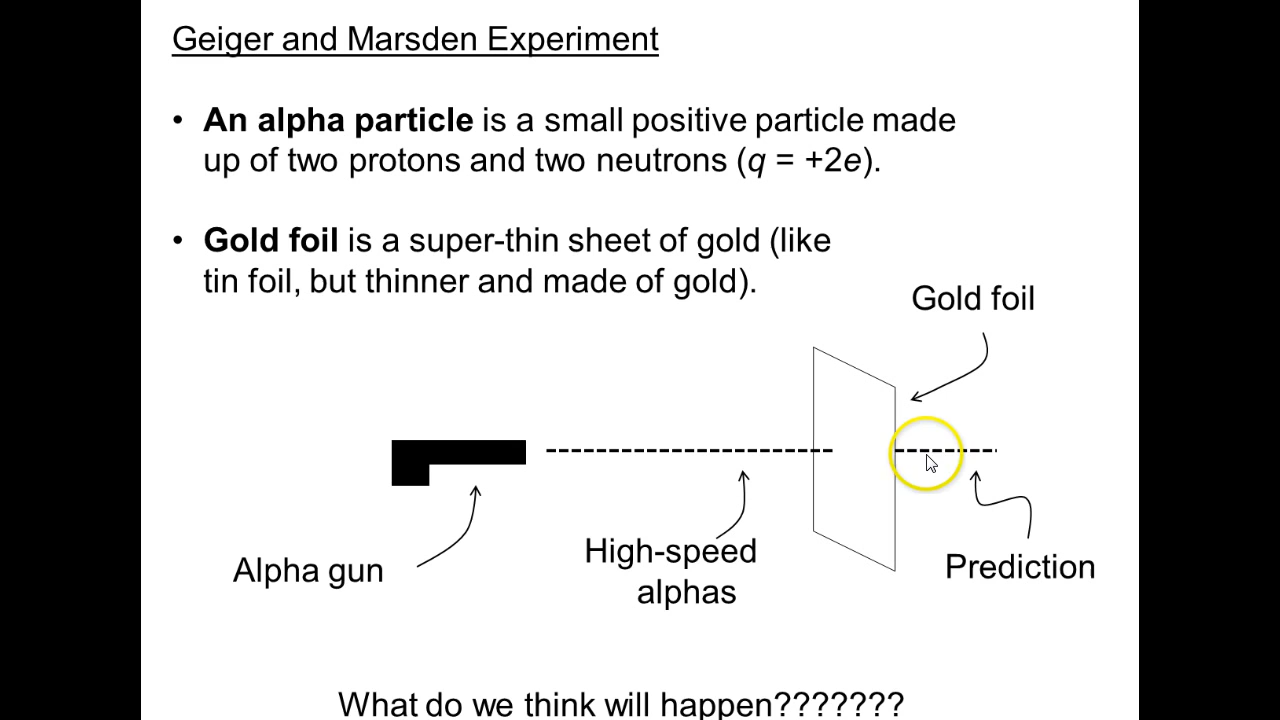 Geiger and Marsden Experiment
• An alpha particle is a small positive particle made
up of two protons and two neutrons (q = +2e).
• Gold foil is a super-thin sheet of gold (like
tin foil, but thinner and made of gold).
Gold foil
Alpha gun
High-speed
alphas
Prediction
What do we think will happen???????